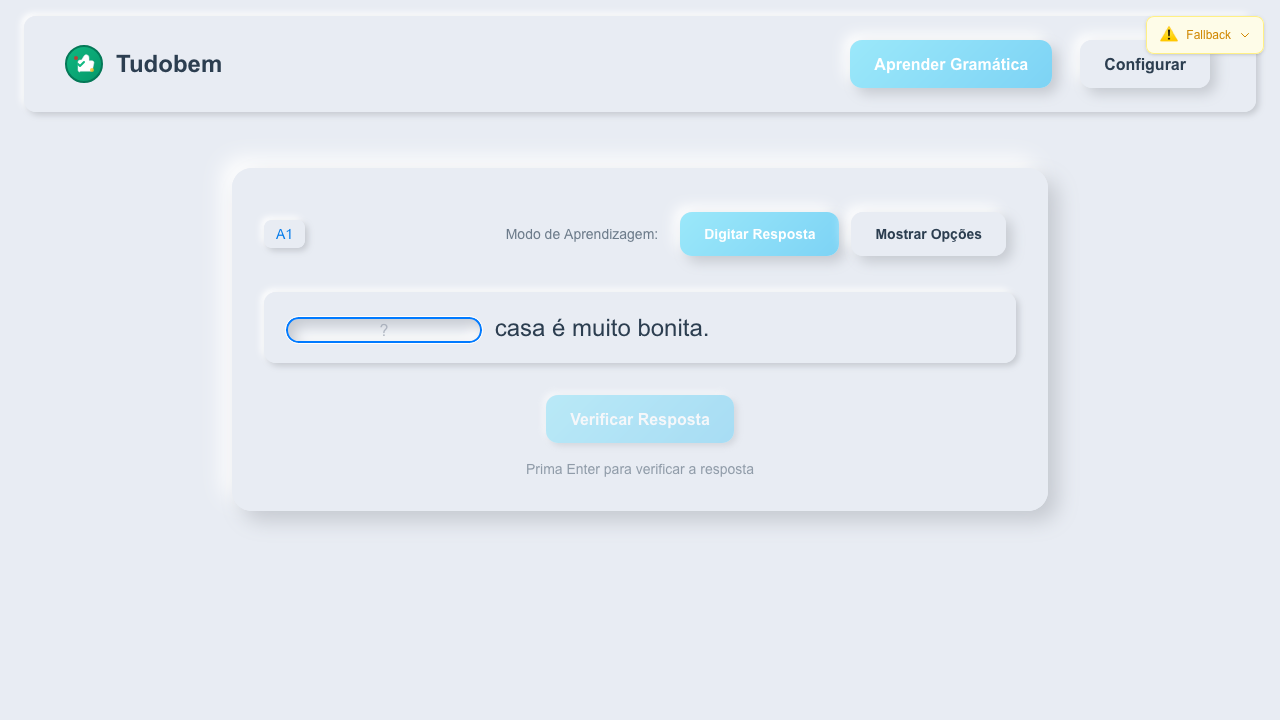 Tudobem
Aprender Gramática
Configurar
Fallback
A1
Modo de Aprendizagem:
Digitar Resposta
Mostrar Opções
? casa é muito bonita.
Verificar Resposta
Prima Enter para verificar a resposta